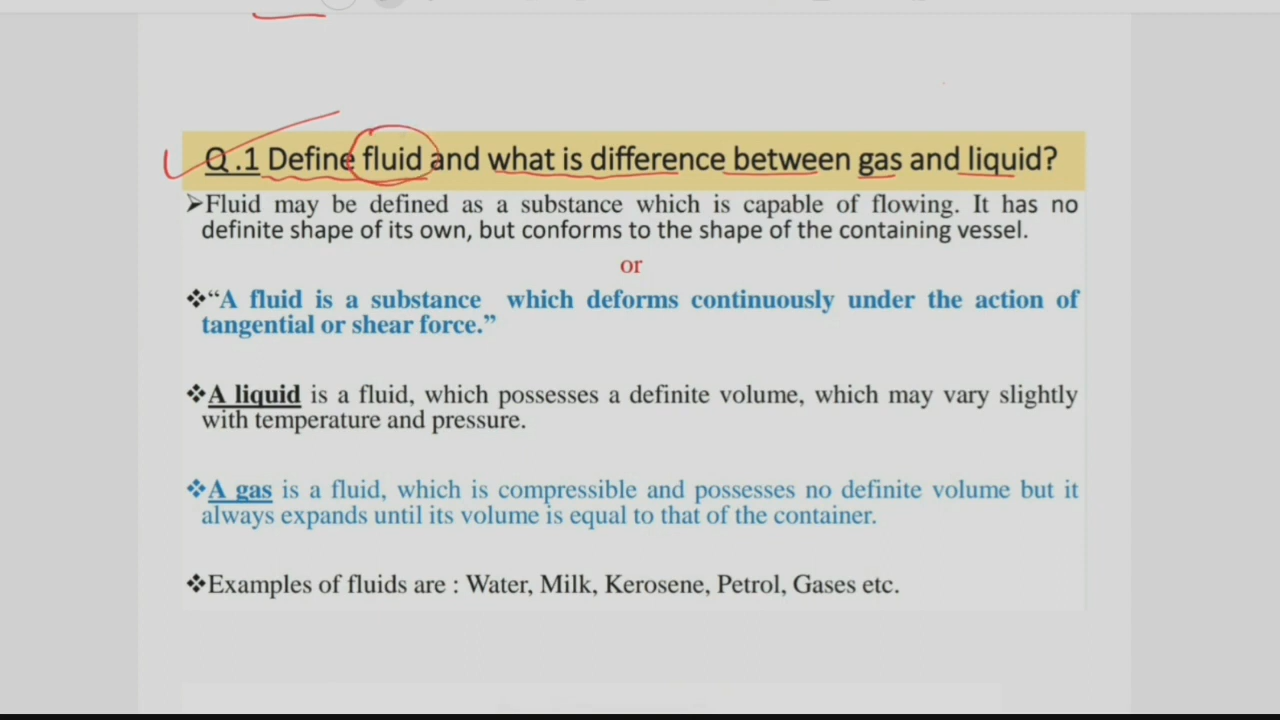 Q .1 Define fluid and what is difference between gas and liquid?
➢Fluid may be defined as a substance which is capable of flowing. It has no
definite shape of its own, but conforms to the shape of the containing vessel.
or
❖“A fluid is a substance which deforms continuously under the action of
tangential or shear force.”
❖A liquid is a fluid, which possesses a definite volume, which may vary slightly
with temperature and pressure.
❖A gas is a fluid, which is compressible and possesses no definite volume but it
always expands until its volume is equal to that of the container.
❖Examples of fluids are : Water, Milk, Kerosene, Petrol, Gases etc.